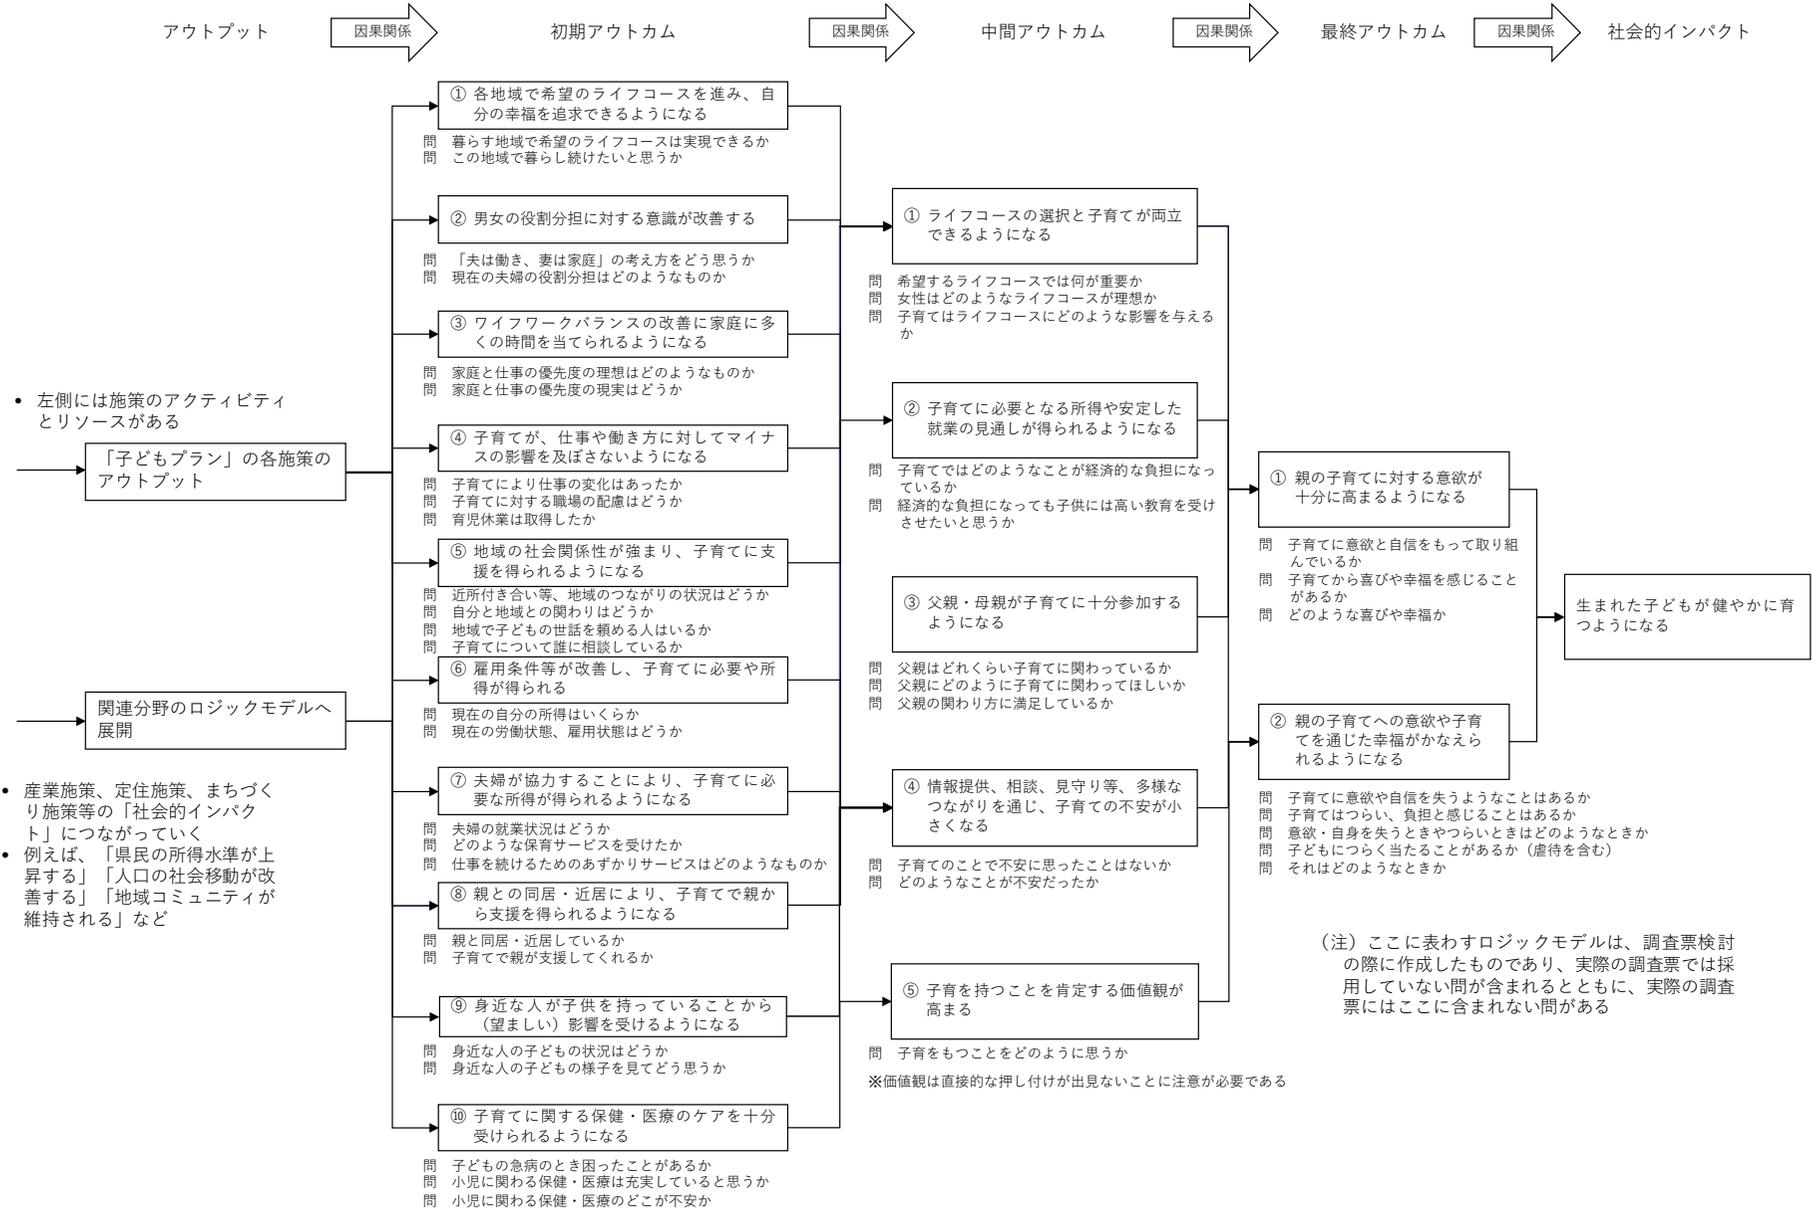 アウトプット
因果関係
初期アウトカム
因果関係
中間アウトカム
因果関係
最終アウトカム
因果関係
社会的インパクト
• 左側には施策のアクティビティ
とリソースがある
「子どもプラン」の各施策の
アウトプット
関連分野のロジックモデルへ
展開
• 産業施策、定住施策、まちづく
り施策等の「社会的インパク
ト」につながっていく
• 例えば、「県民の所得水準が上
昇する」「人口の社会移動が改
善する」「地域コミュニティが
維持される」など
① 各地域で希望のライフコースを進み、自
分の幸福を追求できるようになる
問 暮らす地域で希望のライフコースは実現できるか
問 この地域で暮らし続けたいと思うか
② 男女の役割分担に対する意識が改善する
問 「夫は働き、妻は家庭」の考え方をどう思うか
問 現在の夫婦の役割分担はどのようなものか
③ ワイフワークバランスの改善に家庭に多
くの時間を当てられるようになる
問 家庭と仕事の優先度の理想はどのようなものか
問 家庭と仕事の優先度の現実はどうか
④ 子育てが、仕事や働き方に対してマイナ
スの影響を及ぼさないようになる
問 子育てにより仕事の変化はあったか
問 子育てに対する職場の配慮はどうか
問 育児休業は取得したか
⑤ 地域の社会関係性が強まり、子育てに支
援を得られるようになる
問 近所付き合い等、地域のつながりの状況はどうか
問 自分と地域との関わりはどうか
問 地域で子どもの世話を頼める人はいるか
問 子育てについて誰に相談しているか
⑥ 雇用条件等が改善し、子育てに必要や所
得が得られる
問 現在の自分の所得はいくらか
問 現在の労働状態、雇用状態はどうか
⑦ 夫婦が協力することにより、子育てに必
要な所得が得られるようになる
問 夫婦の就業状況はどうか
問 どのような保育サービスを受けたか
問 仕事を続けるためのあずかりサービスはどのようなものか
⑧ 親との同居・近居により、子育てで親か
ら支援を得られるようになる
問 親と同居・近居しているか
問 子育てで親が支援してくれるか
⑨ 身近な人が子供を持っていることから
（望ましい）影響を受けるようになる
問 身近な人の子どもの状況はどうか
問 身近な人の子どもの様子を見てどう思うか
⑩ 子育てに関する保健・医療のケアを十分
受けられるようになる
問 子どもの急病のとき困ったことがあるか
問 小児に関わる保健・医療は充実していると思うか
問 小児に関わる保健・医療のどこが不安か
① ライフコースの選択と子育てが両立
できるようになる
問 希望するライフコースでは何が重要か
問 女性はどのようなライフコースが理想か
問 子育てはライフコースにどのような影響を与える
か
② 子育てに必要となる所得や安定した
就業の見通しが得られるようになる
問 子育てではどのようなことが経済的な負担になっ
ているか
問 経済的な負担になっても子供には高い教育を受け
させたいと思うか
③ 父親・母親が子育てに十分参加する
ようになる
問 父親はどれくらい子育てに関わっているか
問 父親にどのように子育てに関わってほしいか
問 父親の関わり方に満足しているか
④ 情報提供、相談、見守り等、多様な
つながりを通じ、子育ての不安が小
さくなる
問 子育てのことで不安に思ったことはないか
問 どのようなことが不安だったか
⑤ 子育を持つことを肯定する価値観が
高まる
問 子育をもつことをどのように思うか
※価値観は直接的な押し付けが出見ないことに注意が必要である
① 親の子育てに対する意欲が
十分に高まるようになる
問 子育てに意欲と自信をもって取り組
んでいるか
問 子育てから喜びや幸福を感じること
があるか
問 どのような喜びや幸福か
② 親の子育てへの意欲や子育
てを通じた幸福がかなえら
れるようになる
問 子育てに意欲や自信を失うようなことはあるか
問 子育てはつらい、負担と感じることはあるか
問 意欲・自身を失うときやつらいときはどのようなときか
問 子どもにつらく当たることがあるか（虐待を含む）
問 それはどのようなときか
生まれた子どもが健やかに育
つようになる
（注）ここに表わすロジックモデルは、調査票検討
の際に作成したものであり、実際の調査票では採
用していない問が含まれるとともに、実際の調査
票にはここに含まれない問がある